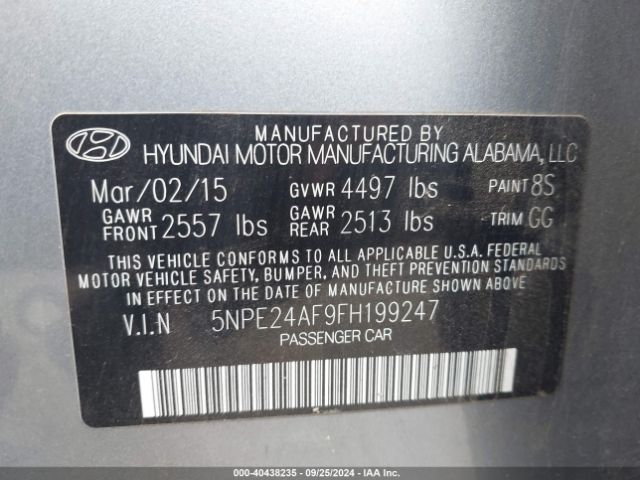 MANUFACTURED BY
HYUNDAI MOTOR MANUFACTURING ALABAMA, LLC
Mar/02/15 GVWR 4497 lbs PAINT 8S
GAWR FRONT 2557 lbs GAWR REAR 2513 lbs TRIM GG
THIS VEHICLE CONFORMS TO ALL APPLICABLE U.S.A. FEDERAL
MOTOR VEHICLE SAFETY, BUMPER, AND THEFT PREVENTION STANDARDS
IN EFFECT ON THE DATE OF MANUFACTURE SHOWN ABOVE
V.I.N 5NPE24AF9FH199247
PASSENGER CAR
000-40438235 - 09/25/2024 - IAA Inc.